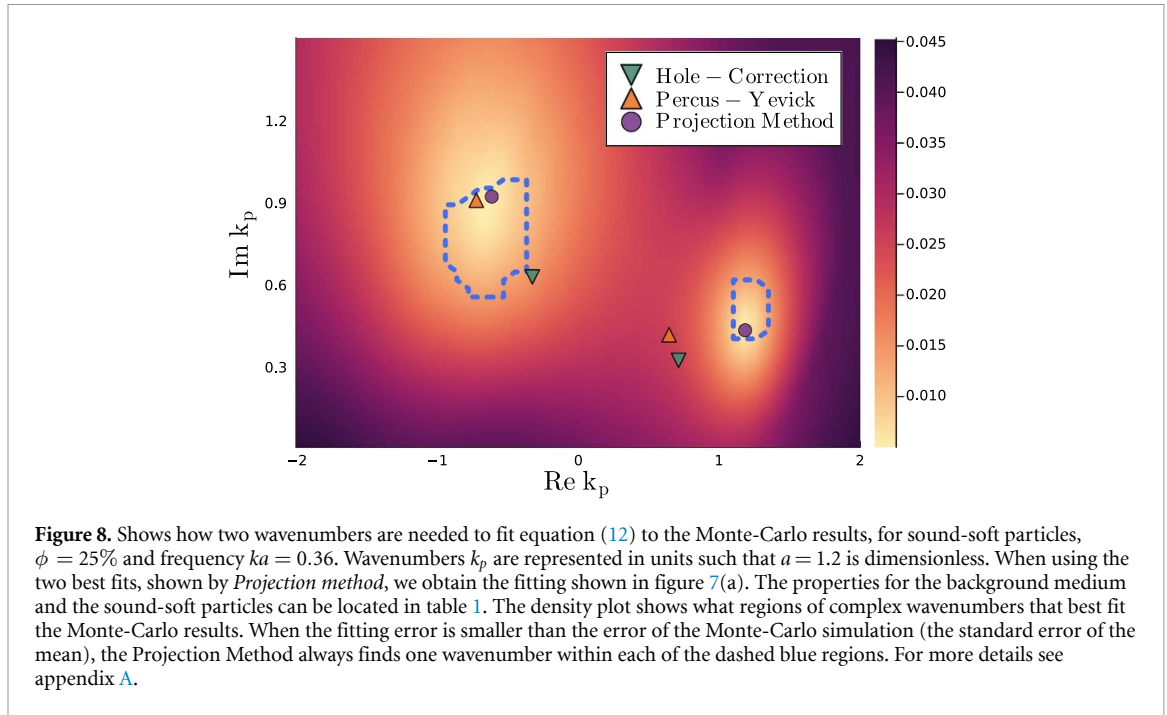 Hole – Correction
Percus – Yevick
Projection Method
0.045
0.040
0.035
0.030
0.025
0.020
0.015
0.010
1.2
0.9
0.6
0.3
Im kₚ
−2
−1
0
1
2
Re kₚ
Figure 8. Shows how two wavenumbers are needed to fit equation (12) to the Monte-Carlo results, for sound-soft particles,
ϕ = 25% and frequency ka = 0.36. Wavenumbers kₚ are represented in units such that a = 1.2 is dimensionless. When using the
two best fits, shown by Projection method, we obtain the fitting shown in figure 7(a). The properties for the background medium
and the sound-soft particles can be located in table 1. The density plot shows what regions of complex wavenumbers that best fit
the Monte-Carlo results. When the fitting error is smaller than the error of the Monte-Carlo simulation (the standard error of the
mean), the Projection Method always finds one wavenumber within each of the dashed blue regions. For more details see
appendix A.